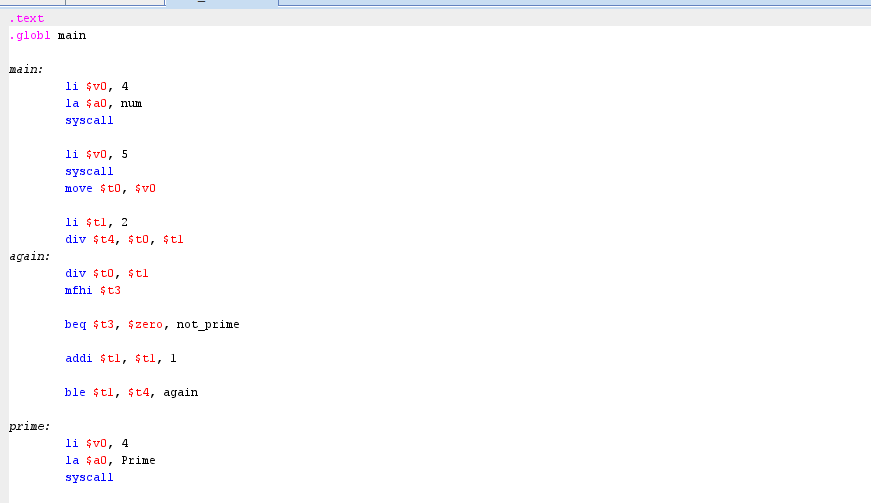 .text
.globl main
main:
li $v0, 4
la $a0, num
syscall
li $v0, 5
syscall
move $t0, $v0
li $t1, 2
div $t4, $t0, $t1
again:
div $t0, $t1
mfhi $t3
beq $t3, $zero, not_prime
addi $t1, $t1, 1
ble $t1, $t4, again
prime:
li $v0, 4
la $a0, Prime
syscall